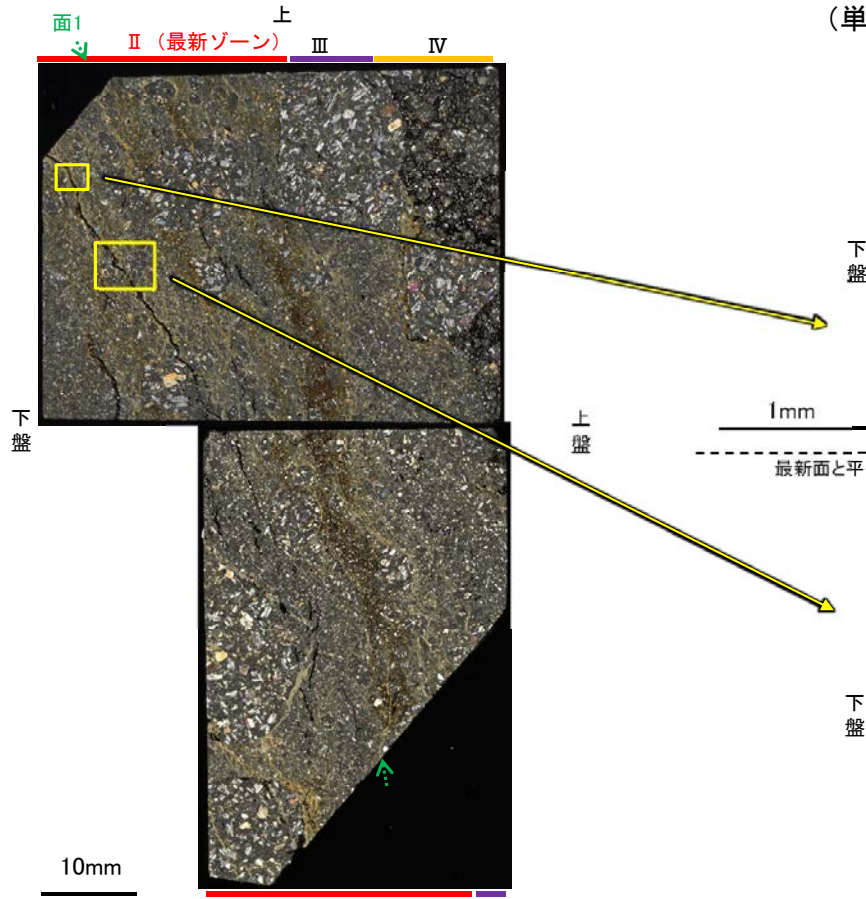 面1
上
(単
Ⅱ（最新ゾーン）
Ⅲ
Ⅳ
下
盤
下
盤
上
盤
1mm
最新面と平
下
盤
10mm